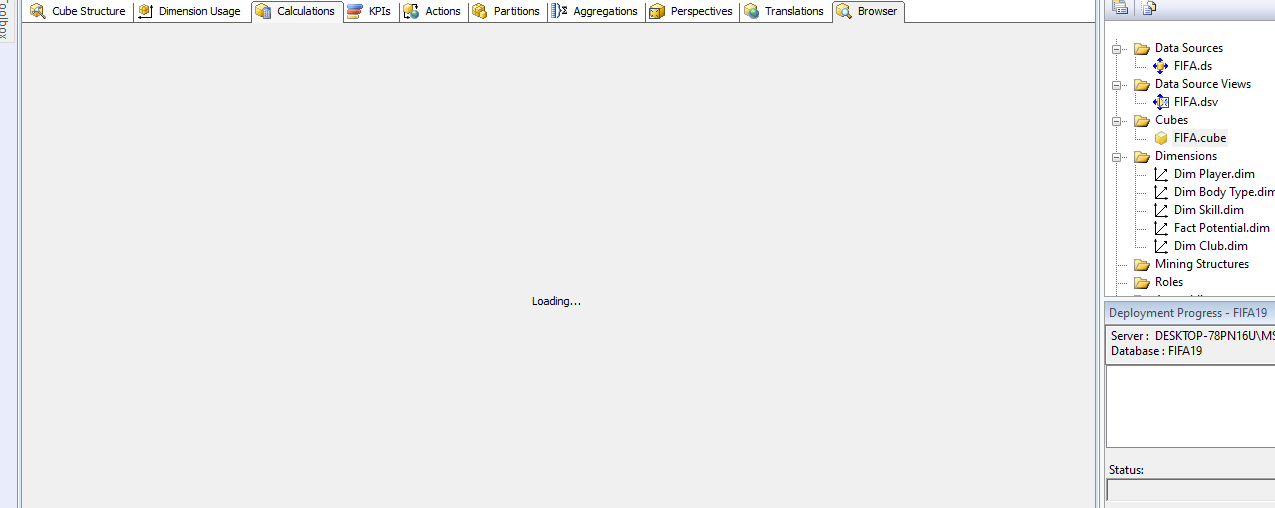 Toolbox
Cube Structure
Dimension Usage
Calculations
KPIs
Actions
Partitions
Aggregations
Perspectives
Translations
Browser
Loading...
Data Sources
FIFA.ds
Data Source Views
FIFA.dsv
Cubes
FIFA.cube
Dimensions
Dim Player.dim
Dim Body Type.dim
Dim Skill.dim
Fact Potential.dim
Dim Club.dim
Mining Structures
Roles
Deployment Progress - FIFA19
Server : DESKTOP-78PN16U\MS
Database : FIFA19
Status: